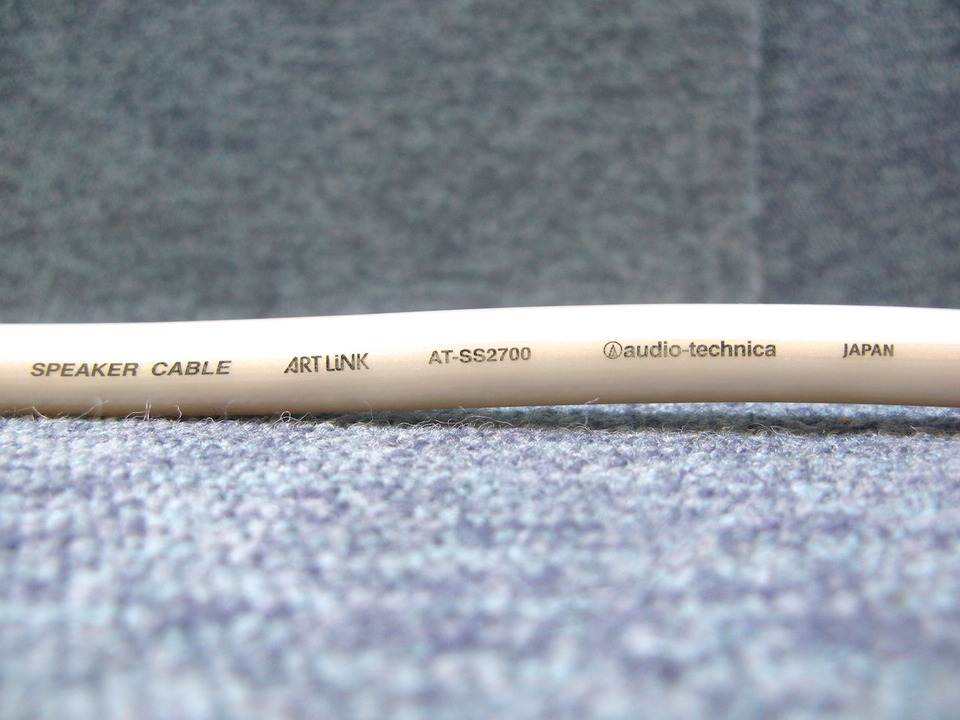 SPEAKER CABLE ART LiNK AT-SS2700 audio-technica JAPAN